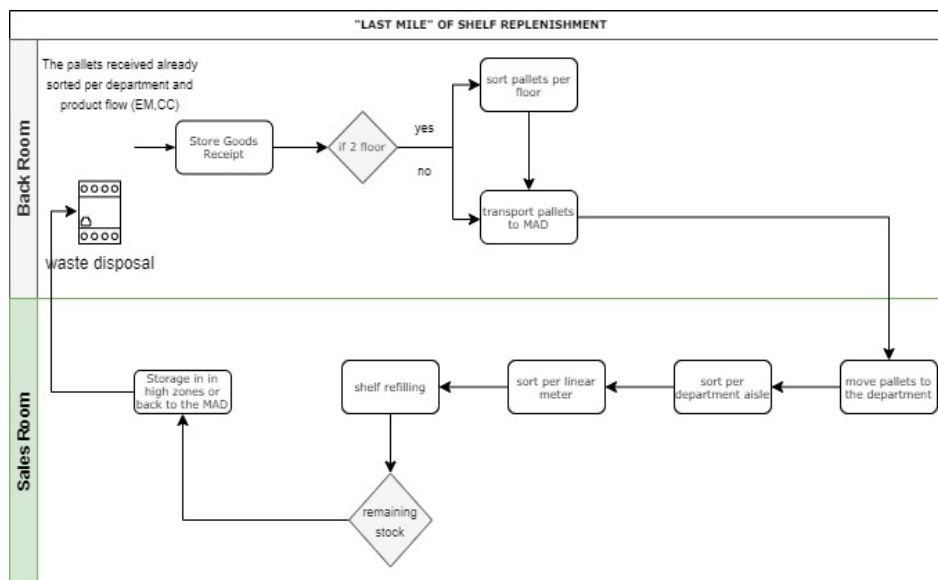 "LAST MILE" OF SHELF REPLENISHMENT
Back Room
The pallets received already
sorted per department and
product flow (EM,CC)
Store Goods
Receipt
if 2 floor
yes
no
sort pallets per
floor
transport pallets
to MAD
waste disposal
Sales Room
Storage in in
high zones or
back to the MAD
shelf refilling
sort per linear
meter
sort per
department aisle
move pallets to
the department
remaining
stock